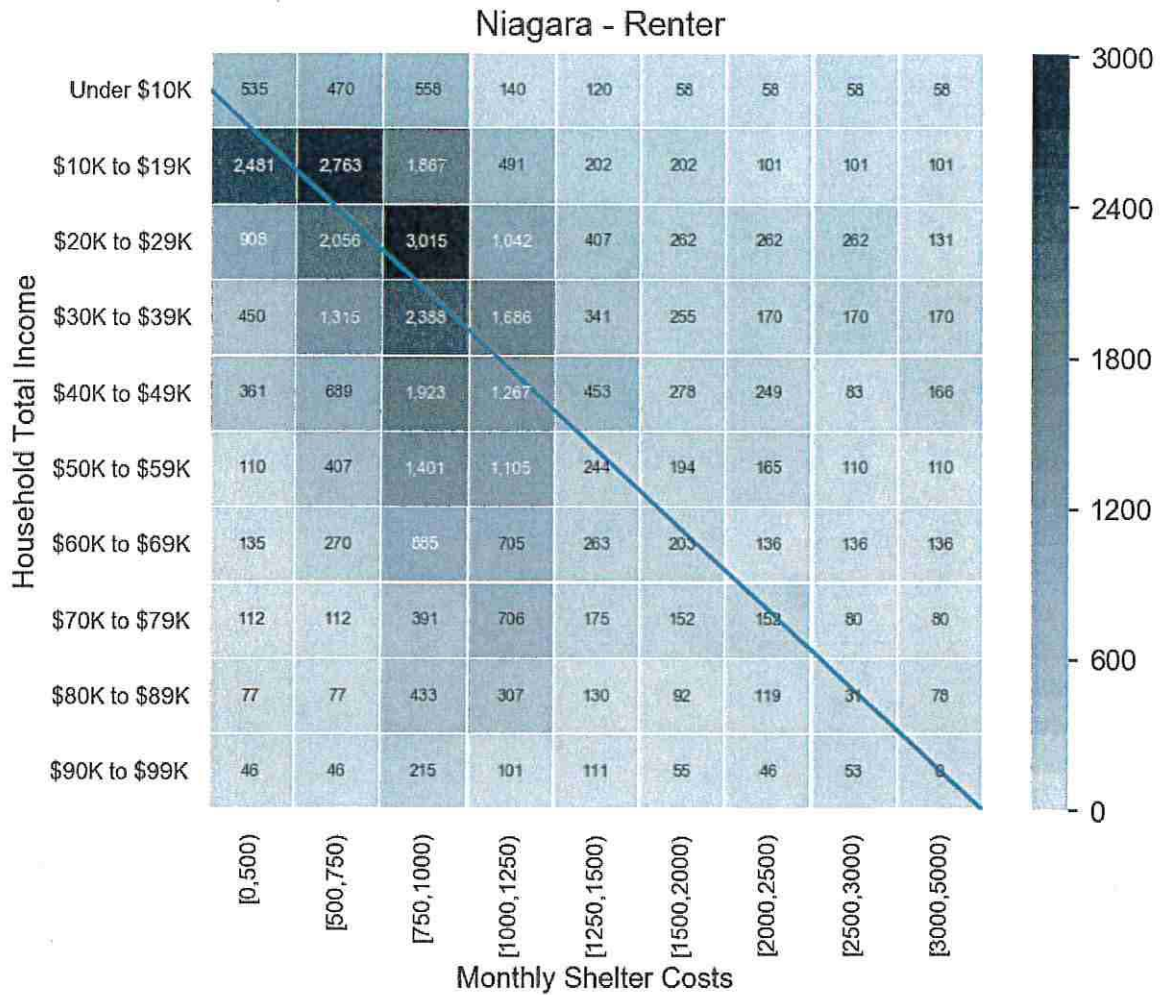 Niagara - Renter
Household Total Income
Under $10K 535 470 558 140 120 58 58 58 58
$10K to $19K 2,481 2,763 1,867 491 202 202 101 101 101
$20K to $29K 908 2,056 3,015 1,042 407 262 262 262 131
$30K to $39K 450 1,315 2,388 1,686 341 255 170 170 170
$40K to $49K 361 689 1,923 1,267 453 278 249 83 166
$50K to $59K 110 407 1,401 1,105 244 194 165 110 110
$60K to $69K 135 270 705 263 203 136 136 136
$70K to $79K 112 112 391 706 175 152 152 80 80
$80K to $89K 77 77 433 307 130 92 119 31 78
$90K to $99K 46 46 215 101 111 55 46 53
[0,500) [500,750) [750,1000) [1000,1250) [1250,1500) [1500,2000) [2000,2500) [2500,3000) [3000,5000)
Monthly Shelter Costs
3000
2400
1800
1200
600
0